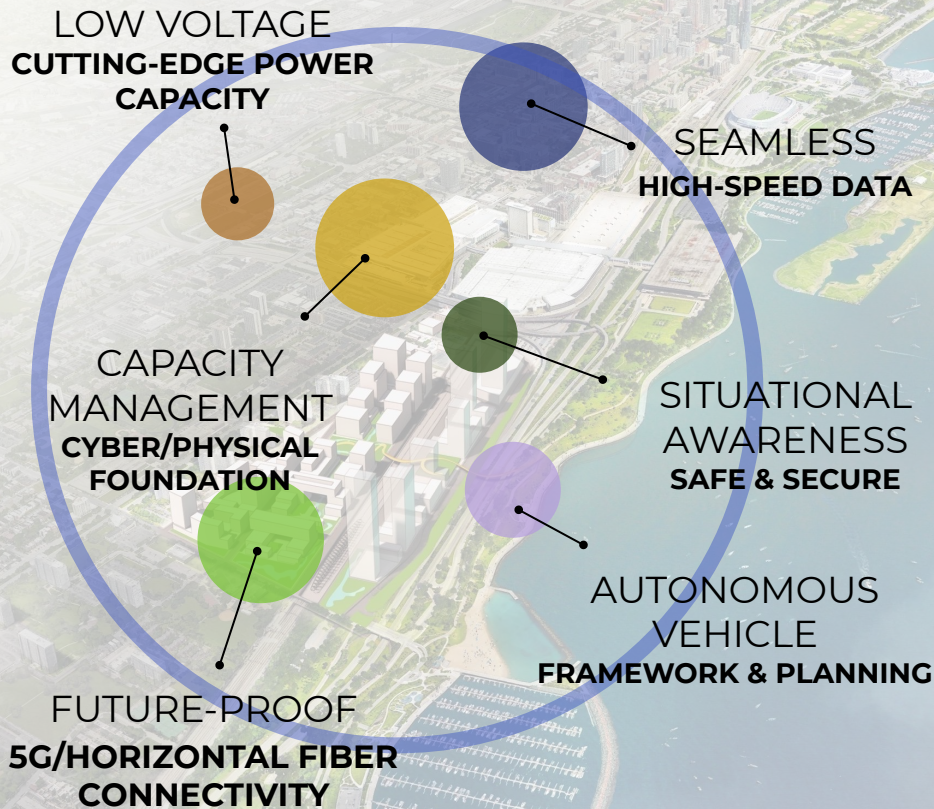 LOW VOLTAGE
CUTTING-EDGE POWER
CAPACITY
SEAMLESS
HIGH-SPEED DATA
CAPACITY
MANAGEMENT
CYBER/PHYSICAL
FOUNDATION
SITUATIONAL
AWARENESS
SAFE & SECURE
AUTONOMOUS
VEHICLE
FRAMEWORK & PLANNING
FUTURE-PROOF
5G/HORIZONTAL FIBER
CONNECTIVITY